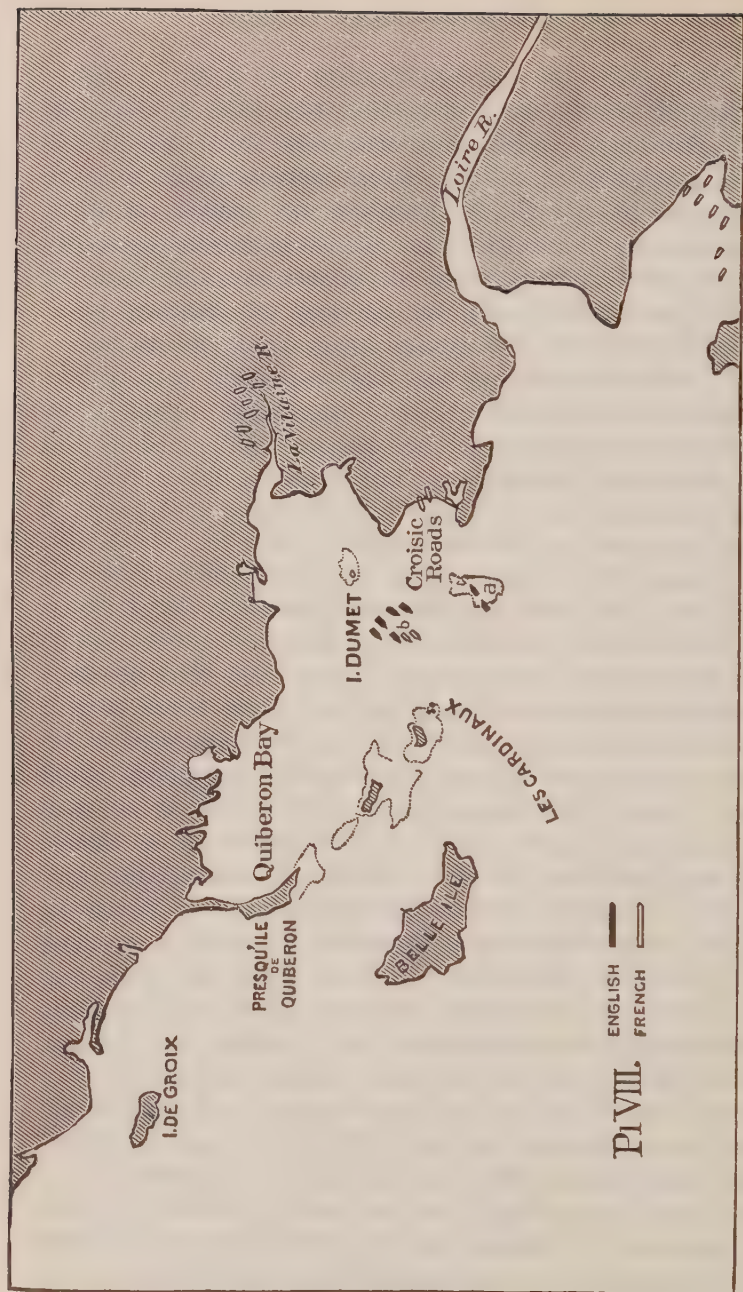 I. DE GROIX
PRESQU'ILE
DE
QUIBERON
Quiberon Bay
BELLE ILE
LES CARDINAUX
I. DUMET
b
Croisic
Roads
a
La Vilaine R.
Loire R.
Pl VIII.
ENGLISH
FRENCH